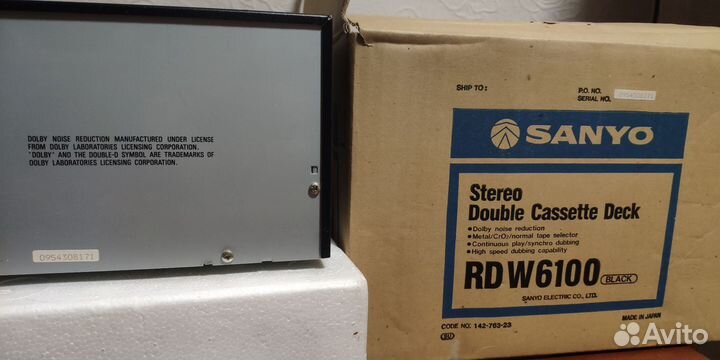 DOLBY NOISE REDUCTION MANUFACTURED UNDER LICENSE
FROM DOLBY LABORATORIES LICENSING CORPORATION.
"DOLBY" AND THE DOUBLE-D SYMBOL ARE TRADEMARKS OF
DOLBY LABORATORIES LICENSING CORPORATION.
0954308171
SHIP TO:
P.O. NO.
SERIAL NO. 0954308171
SANYO
Stereo
Double Cassette Deck
• Dolby noise reduction
• Metal/CrO₂/normal tape selector
• Continuous play/synchro dubbing
• High speed dubbing capability
RD W6100 BLACK
SANYO ELECTRIC CO., LTD.
CODE NO. 142-763-23
MADE IN JAPAN
BU
Avito